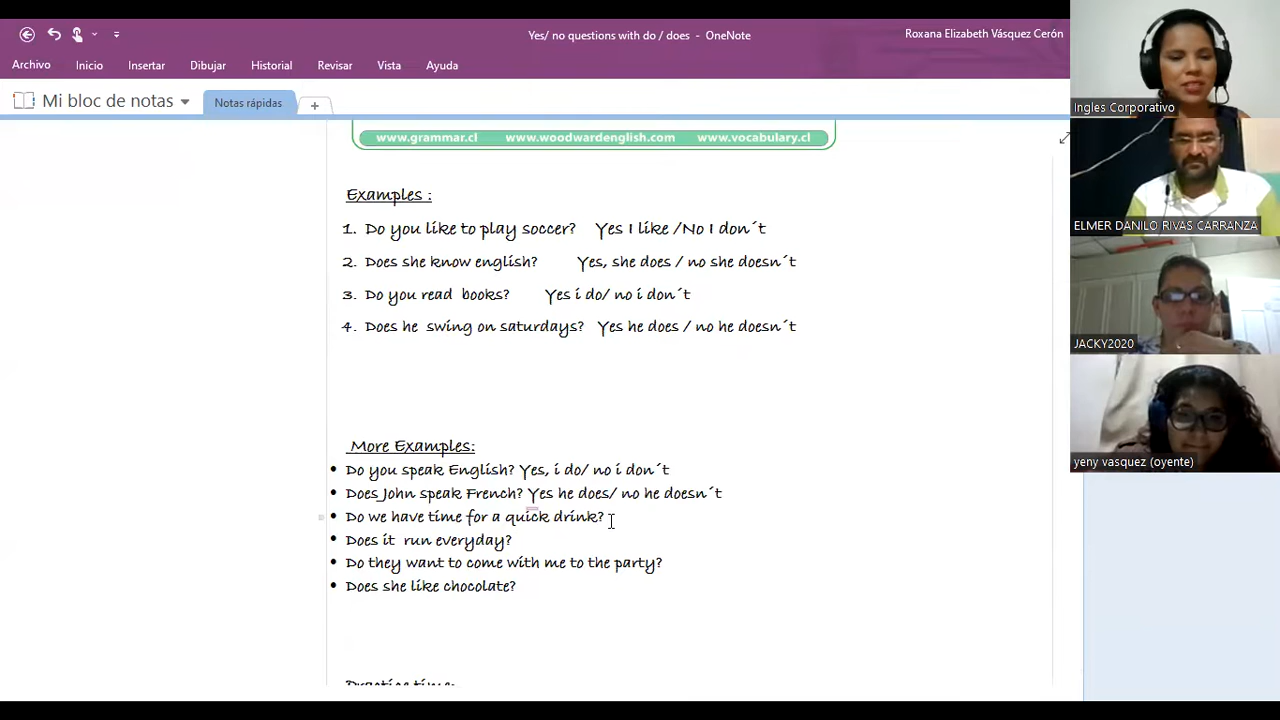 Yes/ no questions with do / does - OneNote
Roxana Elizabeth Vásquez Cerón
Archivo Inicio Insertar Dibujar Historial Revisar Vista Ayuda
Mi bloc de notas
Notas rápidas
www.grammar.cl www.woodwardenglish.com www.vocabulary.cl
Examples :
1. Do you like to play soccer? Yes I like /No I don´t
2. Does she know english? Yes, she does / no she doesn´t
3. Do you read books? Yes i do/ no i don´t
4. Does he swing on saturdays? Yes he does / no he doesn´t
More Examples:
• Do you speak English? Yes, i do/ no i don´t
• Does John speak French? Yes he does/ no he doesn´t
• Do we have time for a quick drink?
• Does it run everyday?
• Do they want to come with me to the party?
• Does she like chocolate?
Practice time:
Ingles Corporativo
ELMER DANILO RIVAS CARRANZA
JACKY2020
yeny vasquez (oyente)